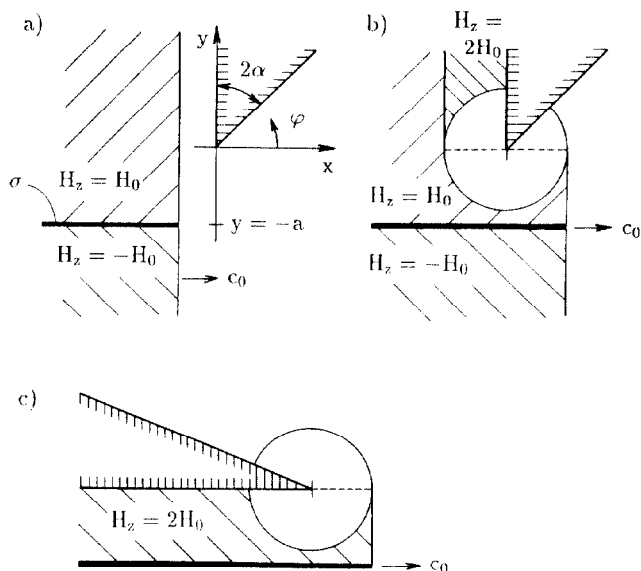 a)
y
2α
φ
x
H_z = H_0
σ
y = −a
H_z = −H_0
c_0
b)
H_z =
2H_0
H_z = H_0
c_0
H_z = −H_0
c)
H_z = 2H_0
c_0